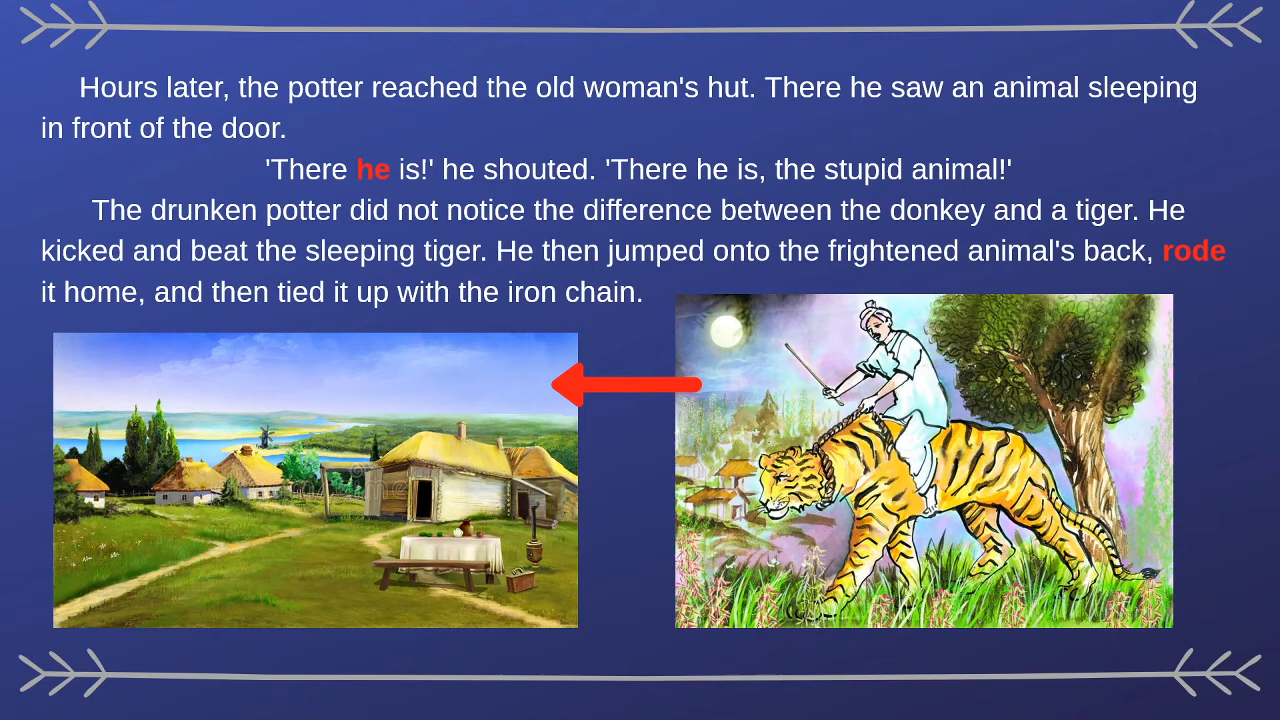 Hours later, the potter reached the old woman's hut. There he saw an animal sleeping
in front of the door.
'There he is!' he shouted. 'There he is, the stupid animal!'
The drunken potter did not notice the difference between the donkey and a tiger. He
kicked and beat the sleeping tiger. He then jumped onto the frightened animal's back, rode
it home, and then tied it up with the iron chain.